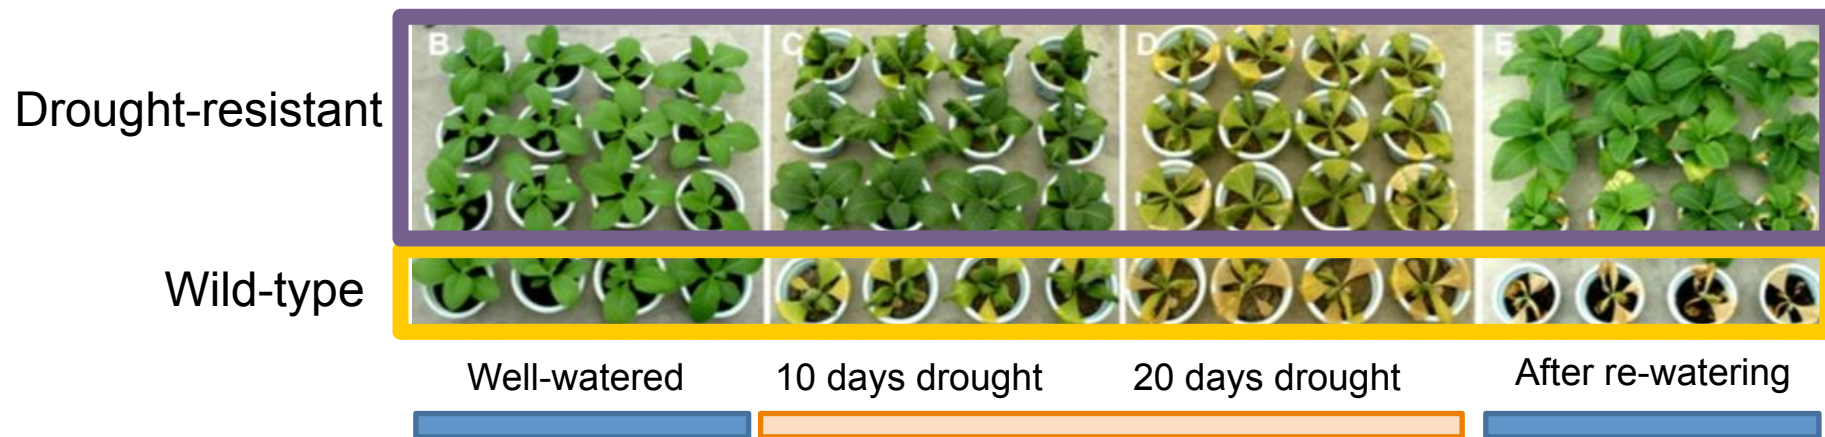 B C D E
Drought-resistant
Wild-type
Well-watered 10 days drought 20 days drought After re-watering